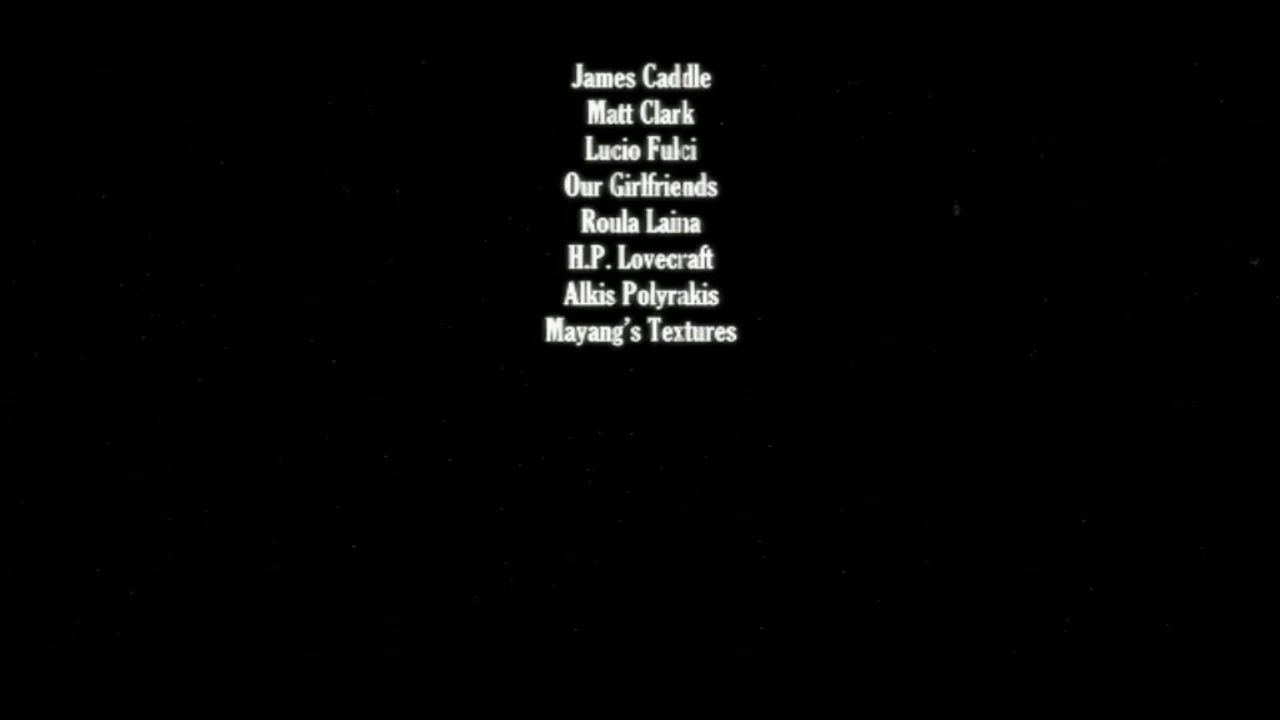 James Caddle
Matt Clark
Lucio Fulci
Our Girlfriends
Roula Laina
H.P. Lovecraft
Alkis Polyrakis
Mayang's Textures